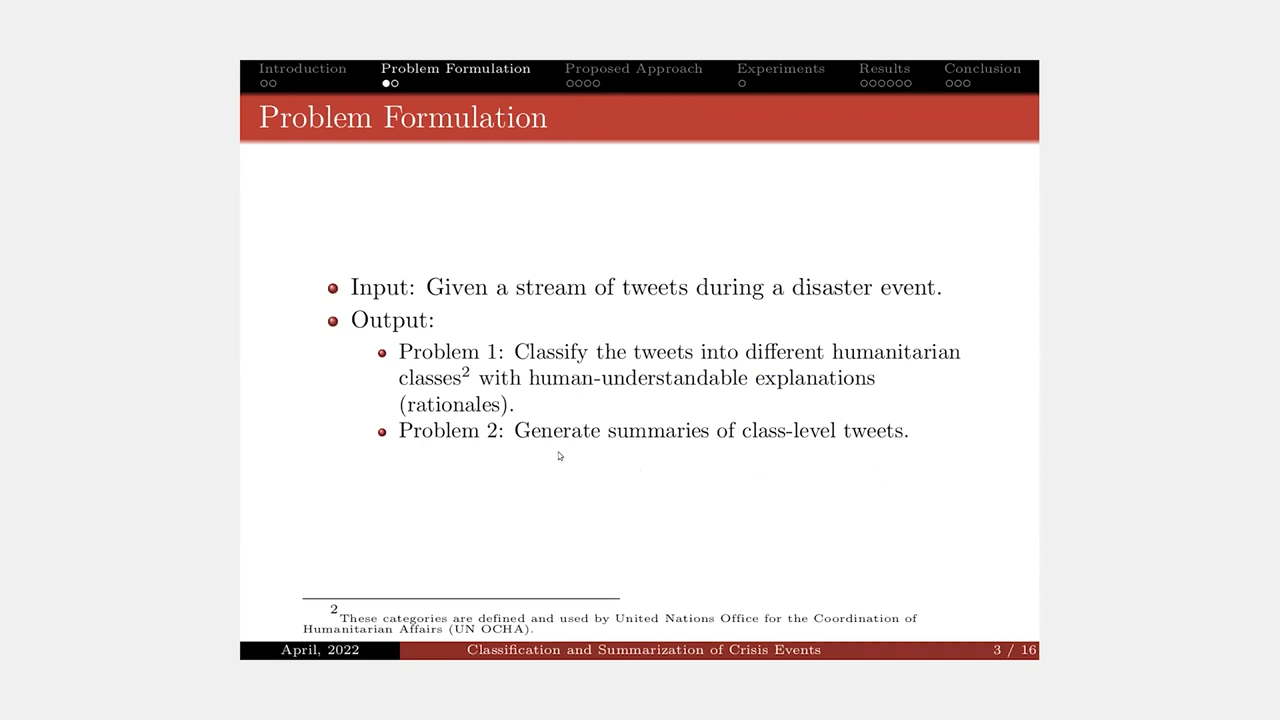 Introduction Problem Formulation Proposed Approach Experiments Results Conclusion
Problem Formulation
Input: Given a stream of tweets during a disaster event.
Output:
Problem 1: Classify the tweets into different humanitarian
classes2 with human-understandable explanations
(rationales).
Problem 2: Generate summaries of class-level tweets.
2These categories are defined and used by United Nations Office for the Coordination of
Humanitarian Affairs (UN OCHA).
April, 2022 Classification and Summarization of Crisis Events 3 / 16